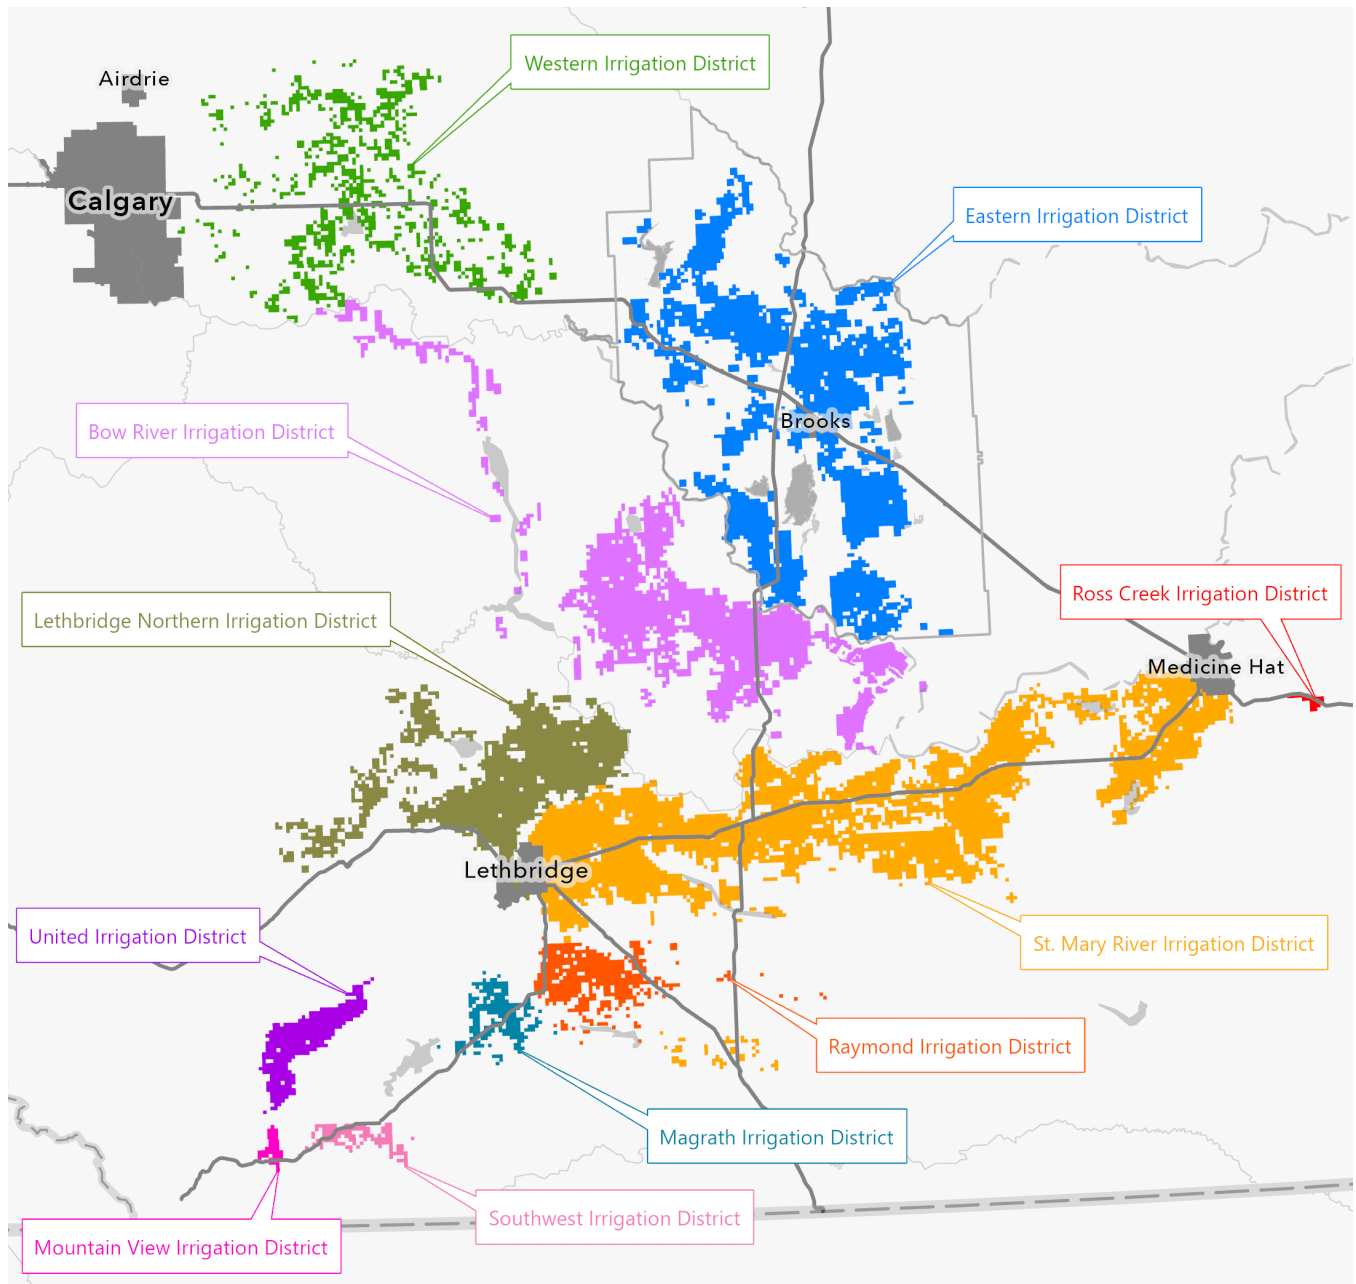 Western Irrigation District
Airdrie
Calgary
Eastern Irrigation District
Brooks
Bow River Irrigation District
Ross Creek Irrigation District
Lethbridge Northern Irrigation District
Medicine Hat
Lethbridge
United Irrigation District
St. Mary River Irrigation District
Raymond Irrigation District
Magrath Irrigation District
Southwest Irrigation District
Mountain View Irrigation District